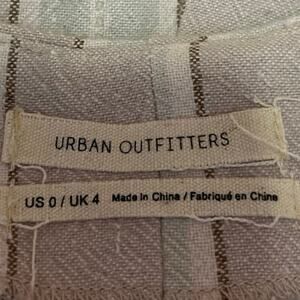 URBAN OUTFITTERS
US 0 / UK 4 Made in China / Fabriqué en Chine